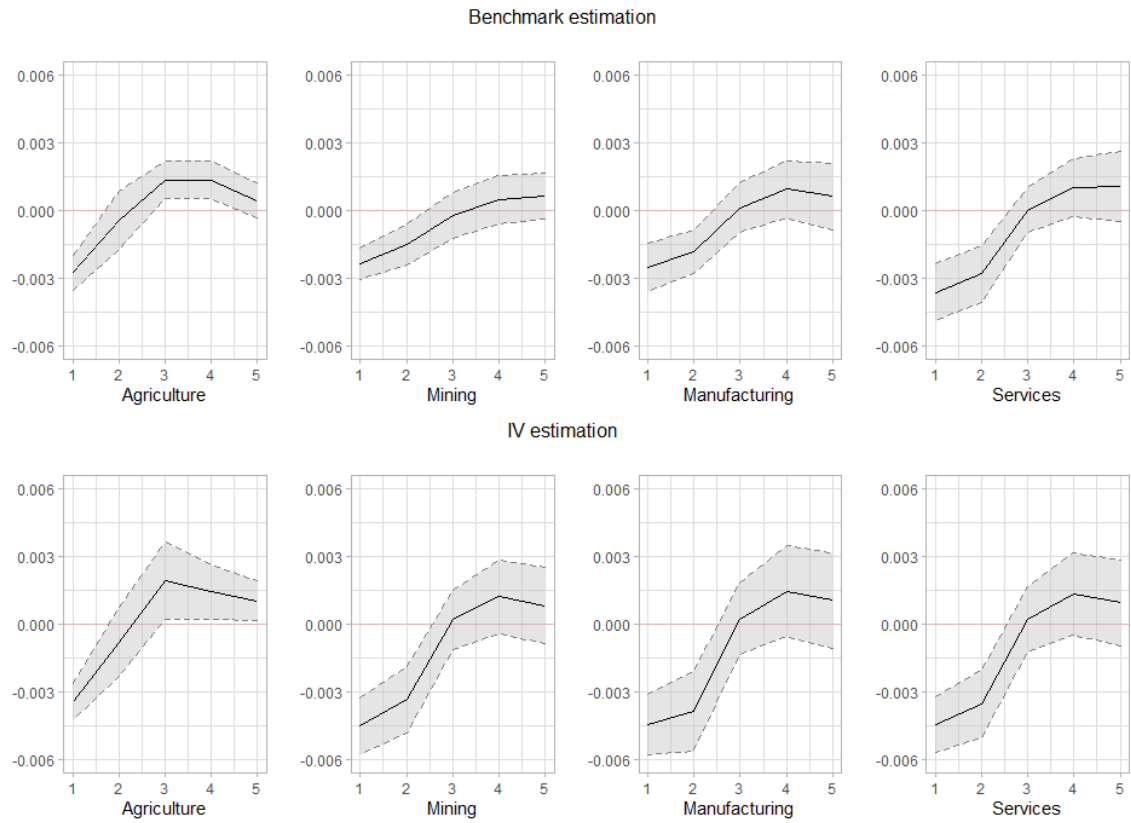 Benchmark estimation
0.006 0.006 0.006 0.006
0.003 0.003 0.003 0.003
0.000 0.000 0.000 0.000
-0.003 -0.003 -0.003 -0.003
-0.006 -0.006 -0.006 -0.006
1 2 3 4 5 1 2 3 4 5 1 2 3 4 5 1 2 3 4 5
Agriculture Mining Manufacturing Services
IV estimation
0.006 0.006 0.006 0.006
0.003 0.003 0.003 0.003
0.000 0.000 0.000 0.000
-0.003 -0.003 -0.003 -0.003
-0.006 -0.006 -0.006 -0.006
1 2 3 4 5 1 2 3 4 5 1 2 3 4 5 1 2 3 4 5
Agriculture Mining Manufacturing Services